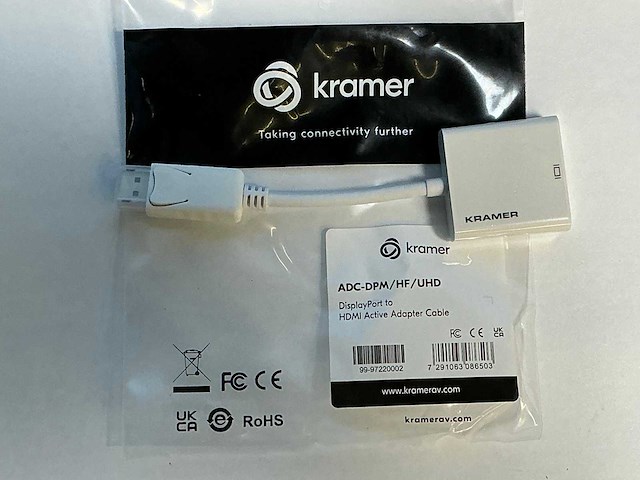 kramer
Taking connectivity further
KRAMER
kramer
ADC-DPM/HF/UHD
DisplayPort to
HDMI Active Adapter Cable
FC CE UK CA
99-97220002
7 291063 086503
www.kramerav.com
FC CE
UK CA e RoHS
kramerav.com